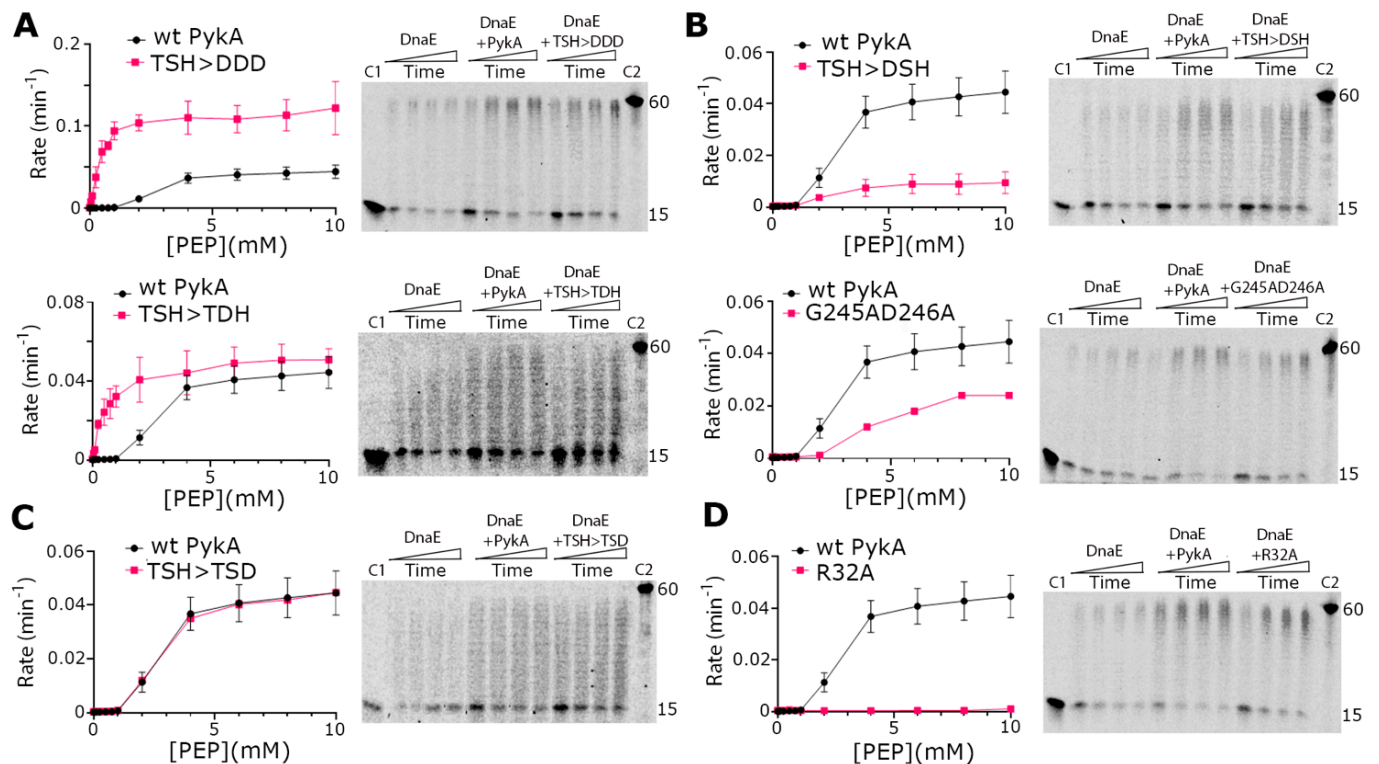 A
wt PykA
TSH>DDD
Rate (min-1)
0.2
0.1
0
0
5
10
[PEP](mM)
DnaE
DnaE
+PykA
DnaE
+TSH>DDD
C1
Time
Time
Time
C2
60
15
wt PykA
TSH>TDH
Rate (min-1)
0.08
0.04
0
0
5
10
[PEP](mM)
DnaE
DnaE
+PykA
DnaE
+TSH>TDH
C1
Time
Time
Time
C2
60
15
B
wt PykA
TSH>DSH
Rate (min-1)
0.06
0.04
0.02
0
0
5
10
[PEP](mM)
DnaE
DnaE
+PykA
DnaE
+TSH>DSH
C1
Time
Time
Time
C2
60
15
wt PykA
G245AD246A
Rate (min-1)
0.06
0.04
0.02
0
0
5
10
[PEP](mM)
DnaE
DnaE
+PykA
DnaE
+G245AD246A
C1
Time
Time
Time
C2
60
15
C
wt PykA
TSH>TSD
Rate (min-1)
0.06
0.04
0.02
0
0
5
10
[PEP](mM)
DnaE
DnaE
+PykA
DnaE
+TSH>TSD
C1
Time
Time
Time
C2
60
15
D
wt PykA
R32A
Rate (min-1)
0.06
0.04
0.02
0
0
5
10
[PEP](mM)
DnaE
DnaE
+PykA
DnaE
+R32A
C1
Time
Time
Time
C2
60
15